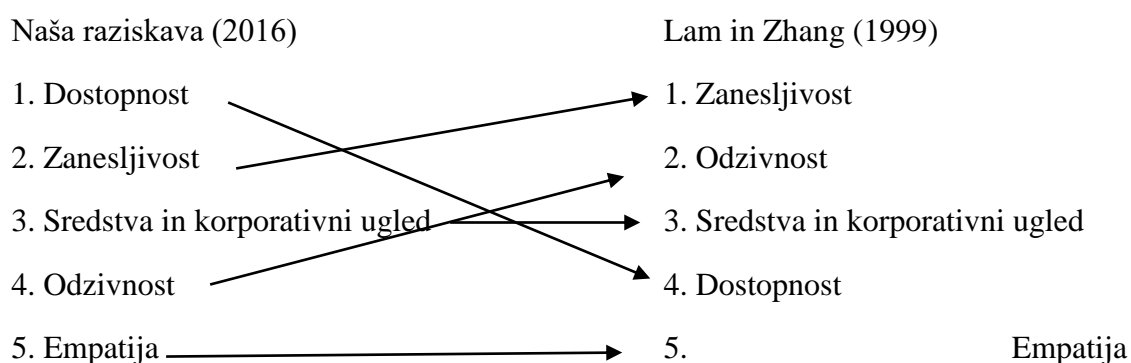 Naša raziskava (2016) Lam in Zhang (1999)
1. Dostopnost 1. Zanesljivost
2. Zanesljivost 2. Odzivnost
3. Sredstva in korporativni ugled 3. Sredstva in korporativni ugled
4. Odzivnost 4. Dostopnost
5. Empatija 5. Empatija